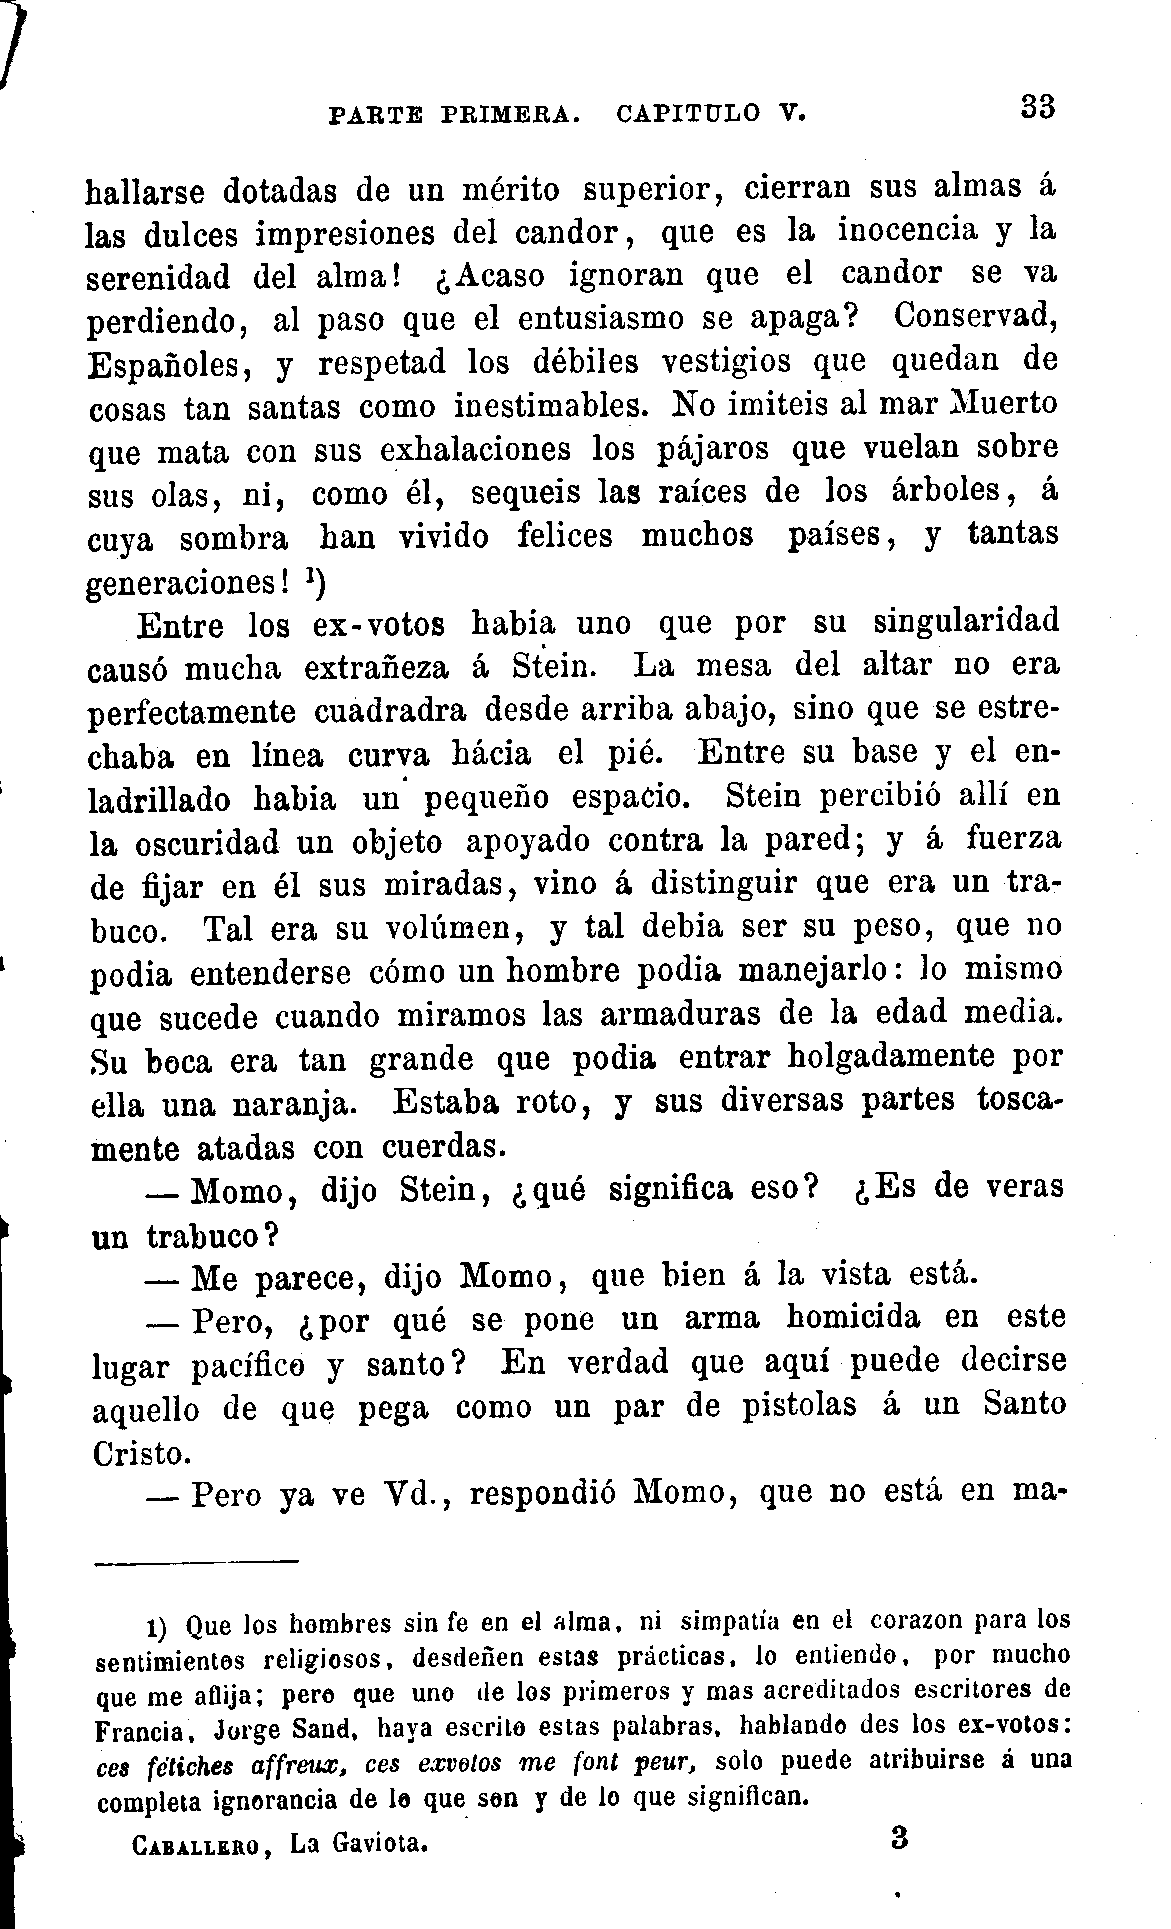 PARTE PRIMERA. CAPITULO V. 33
hallarse dotadas de un mérito superior, cierran sus almas á
las dulces impresiones del candor, que es la inocencia y la
serenidad del alma! ¿Acaso ignoran que el candor se va
perdiendo, al paso que el entusiasmo se apaga? Conservad,
Españoles, y respetad los débiles vestigios que quedan de
cosas tan santas como inestimables. No imiteis al mar Muerto
que mata con sus exhalaciones los pájaros que vuelan sobre
sus olas, ni, como él, sequeis las raíces de los árboles, á
cuya sombra han vivido felices muchos países, y tantas
generaciones! ¹)
Entre los ex-votos habia uno que por su singularidad
causó mucha extrañeza á Stein. La mesa del altar no era
perfectamente cuadradra desde arriba abajo, sino que se estre-
chaba en línea curva hácia el pié. Entre su base y el en-
ladrillado habia un pequeño espacio. Stein percibió allí en
la oscuridad un objeto apoyado contra la pared; y á fuerza
de fijar en él sus miradas, vino á distinguir que era un tra-
buco. Tal era su volúmen, y tal debia ser su peso, que no
podia entenderse cómo un hombre podia manejarlo: lo mismo
que sucede cuando miramos las armaduras de la edad media.
Su boca era tan grande que podia entrar holgadamente por
ella una naranja. Estaba roto, y sus diversas partes tosca-
mente atadas con cuerdas.
— Momo, dijo Stein, ¿qué significa eso? ¿Es de veras
un trabuco?
— Me parece, dijo Momo, que bien á la vista está.
— Pero, ¿por qué se pone un arma homicida en este
lugar pacífico y santo? En verdad que aquí puede decirse
aquello de que pega como un par de pistolas á un Santo
Cristo.
— Pero ya ve Vd., respondió Momo, que no está en ma-
1) Que los hombres sin fe en el alma, ni simpatía en el corazon para los
sentimientos religiosos, desdeñen estas prácticas, lo entiendo, por mucho
que me aflija; pero que uno de los primeros y mas acreditados escritores de
Francia, Jorge Sand, haya escrito estas palabras, hablando des los ex-votos:
ces fétiches affreux, ces exvotos me font peur, solo puede atribuirse á una
completa ignorancia de lo que son y de lo que significan.
CABALLERO, La Gaviota. 3